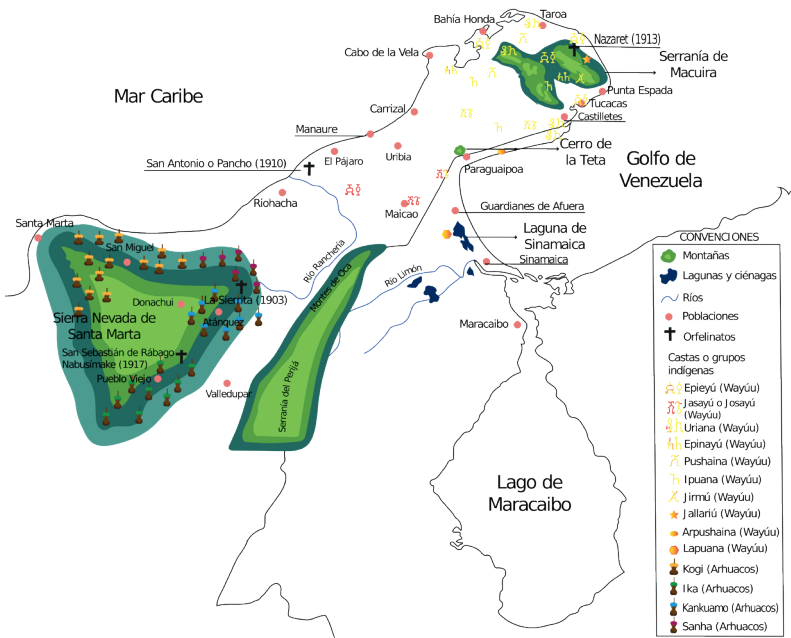 Bahía Honda
Taroa
Nazaret (1913)
Cabo de la Vela
Serranía de
Macuira
Mar Caribe
Punta Espada
Tucacas
Carrizal
Castilletes
Manaure
Cerro de
la Teta
San Antonio o Pancho (1910)
El Pájaro
Uribia
Golfo de
Venezuela
Paraguaipoa
Riohacha
Maicao
Guardianes de Afuera
Santa Marta
Laguna de
Sinamaica
San Miguel
Río Ranchería
Montes de Oca
Río Limón
Sinamaica
Donachui
La Sierrita (1903)
Sierra Nevada de
Santa Marta
Atánquez
Maracaibo
San Sebastián de Rábago
Nabusímake (1917)
Pueblo Viejo
Valledupar
Serranía del Perijá
Lago de
Maracaibo
CONVENCIONES
Montañas
Lagunas y ciénagas
Ríos
Poblaciones
Orfelinatos
Castas o grupos
indígenas
Epieyú (Wayúu)
Jasayú o Josayú
(Wayúu)
Uriana (Wayúu)
Epinayú (Wayúu)
Pushaina (Wayúu)
Ipuana (Wayúu)
Jirmú (Wayúu)
Jallariú (Wayúu)
Arpushaina (Wayúu)
Lapuana (Wayúu)
Kogi (Arhuacos)
Ika (Arhuacos)
Kankuamo (Arhuacos)
Sanha (Arhuacos)